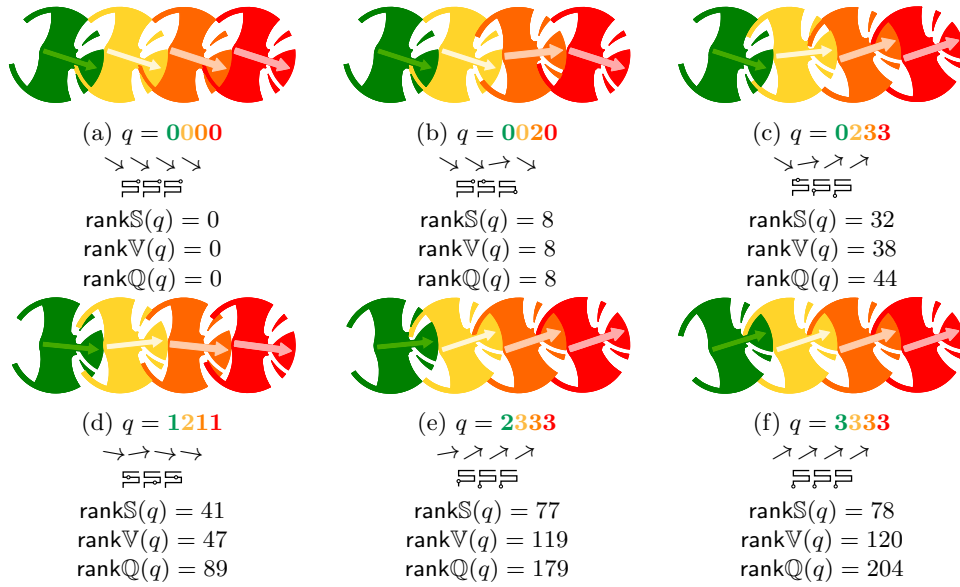 (a) q = 0000
(b) q = 0020
(c) q = 0233
rank𝕊(q) = 0
rank𝕍(q) = 0
rankℚ(q) = 0
rank𝕊(q) = 8
rank𝕍(q) = 8
rankℚ(q) = 8
rank𝕊(q) = 32
rank𝕍(q) = 38
rankℚ(q) = 44
(d) q = 1211
(e) q = 2333
(f) q = 3333
rank𝕊(q) = 41
rank𝕍(q) = 47
rankℚ(q) = 89
rank𝕊(q) = 77
rank𝕍(q) = 119
rankℚ(q) = 179
rank𝕊(q) = 78
rank𝕍(q) = 120
rankℚ(q) = 204